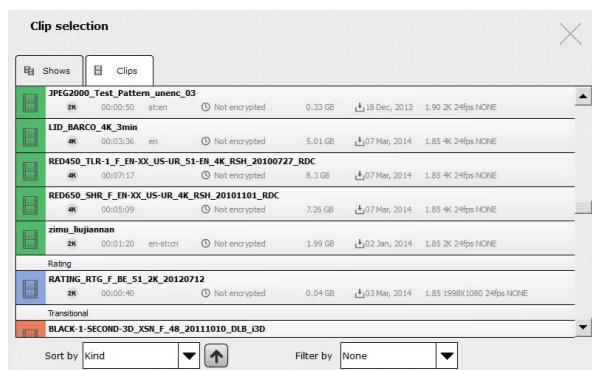 Clip selection
Shows Clips
JPEG2000_Test_Pattern_unenc_03
2K 00:00:50 st:en Not encrypted 0.33 GB 18 Dec, 2013 1.90 2K 24fps NONE
LID_BARCO_4K_3min
4K 00:03:36 en Not encrypted 5.01 GB 07 Mar, 2014 1.85 4K 24fps NONE
RED450_TLR-1_F_EN-XX_US-UR_51-EN_4K_RSH_20100727_RDC
4K 00:07:17 Not encrypted 8.3 GB 07 Mar, 2014 1.85 4K 24fps NONE
RED650_SHR_F_EN-XX_US-UR_4K_RSH_20101101_RDC
4K 00:05:09 Not encrypted 7.26 GB 07 Mar, 2014 1.85 4K 24fps NONE
zimu_liujiannan
2K 00:01:20 en-st:cn Not encrypted 1.99 GB 02 Jan, 2014 1.85 2K 24fps NONE
Rating
RATING_RTG_F_BE_51_2K_20120712
2K 00:00:40 Not encrypted 0.04 GB 03 Mar, 2014 1.85 1998X1080 24fps NONE
Transitional
BLACK-1-SECOND-3D_XSN_F_48_20111010_DLB_i3D
Sort by Kind Filter by None